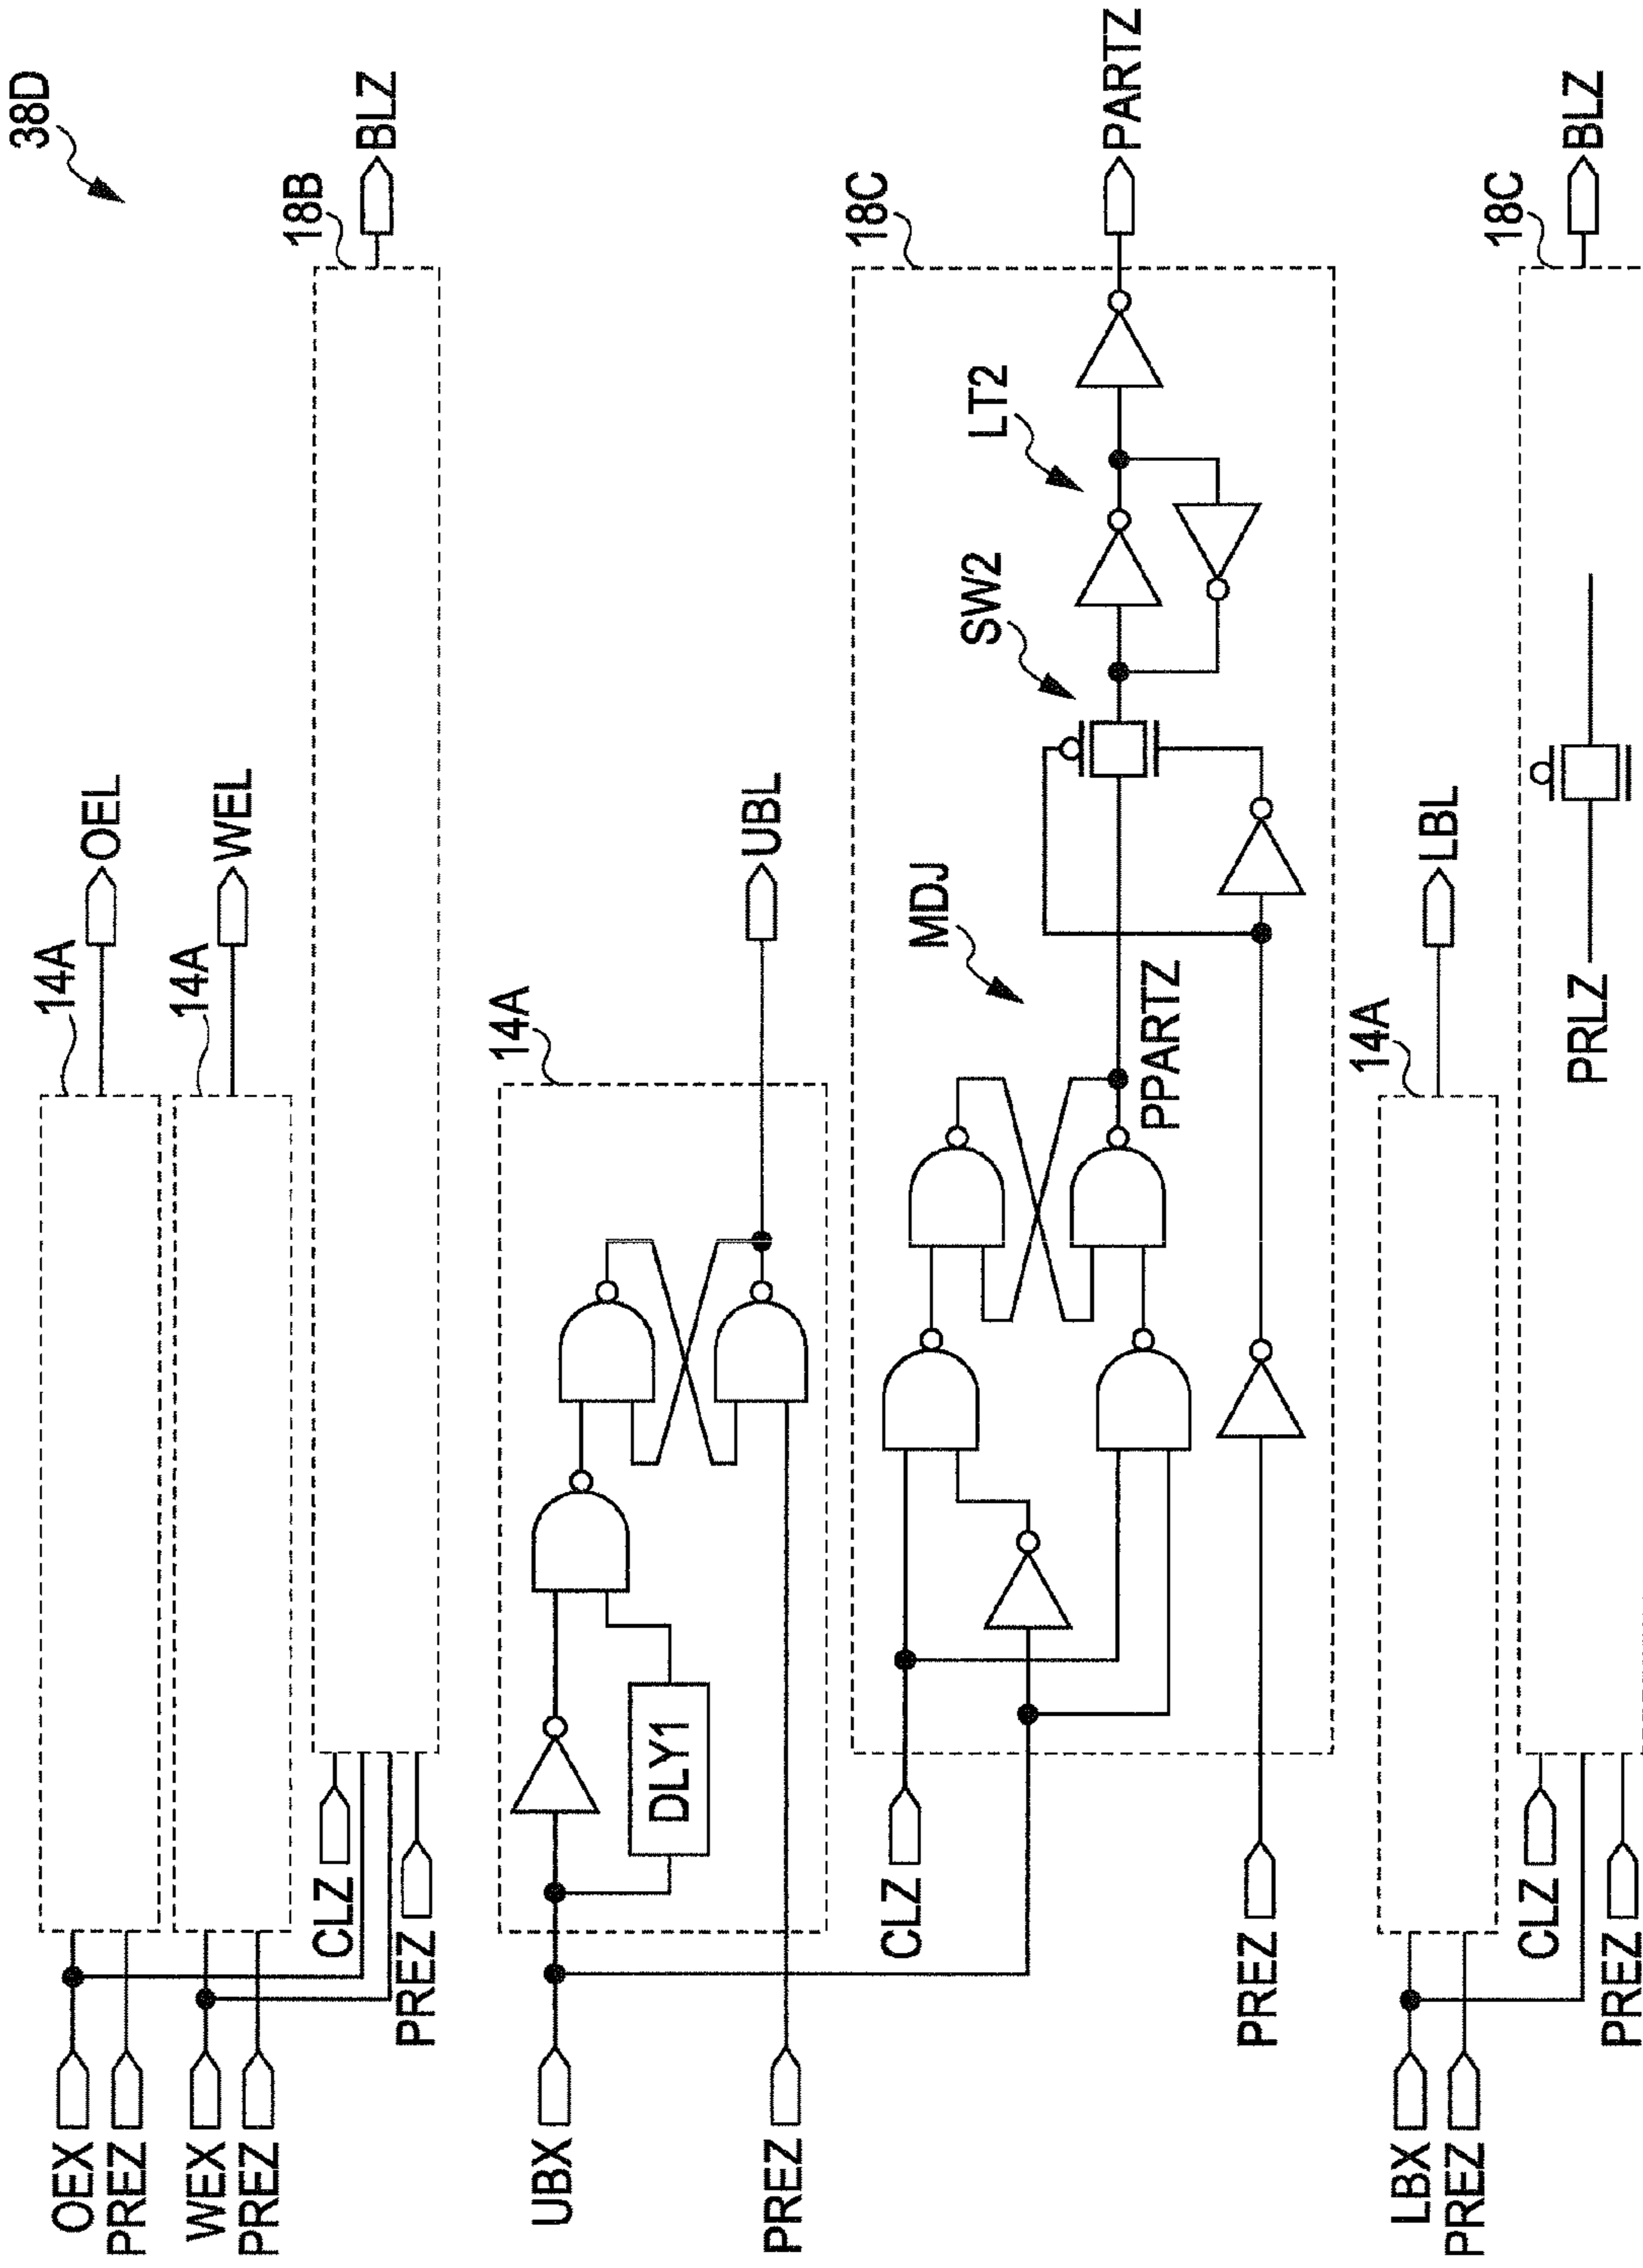 38D
OEX
PREZ
14A
OEL
WEX
PREZ
14A
WEL
CLZ
PREZ
18B
BLZ
UBX
DLY1
14A
UBL
PREZ
CLZ
MDJ
PPARTZ
SW2
LT2
18C
PARTZ
PREZ
LBX
PREZ
14A
LBL
CLZ
PREZ
PRLZ
18C
BLZ